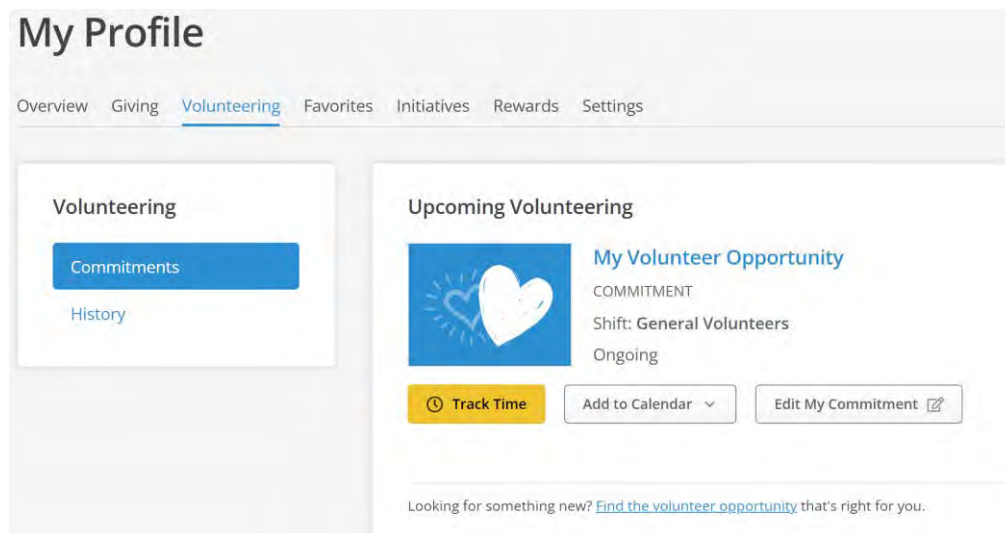 My Profile
Overview Giving Volunteering Favorites Initiatives Rewards Settings
Volunteering
Commitments
History
Upcoming Volunteering
My Volunteer Opportunity
COMMITMENT
Shift: General Volunteers
Ongoing
Track Time
Add to Calendar
Edit My Commitment
Looking for something new? Find the volunteer opportunity that's right for you.